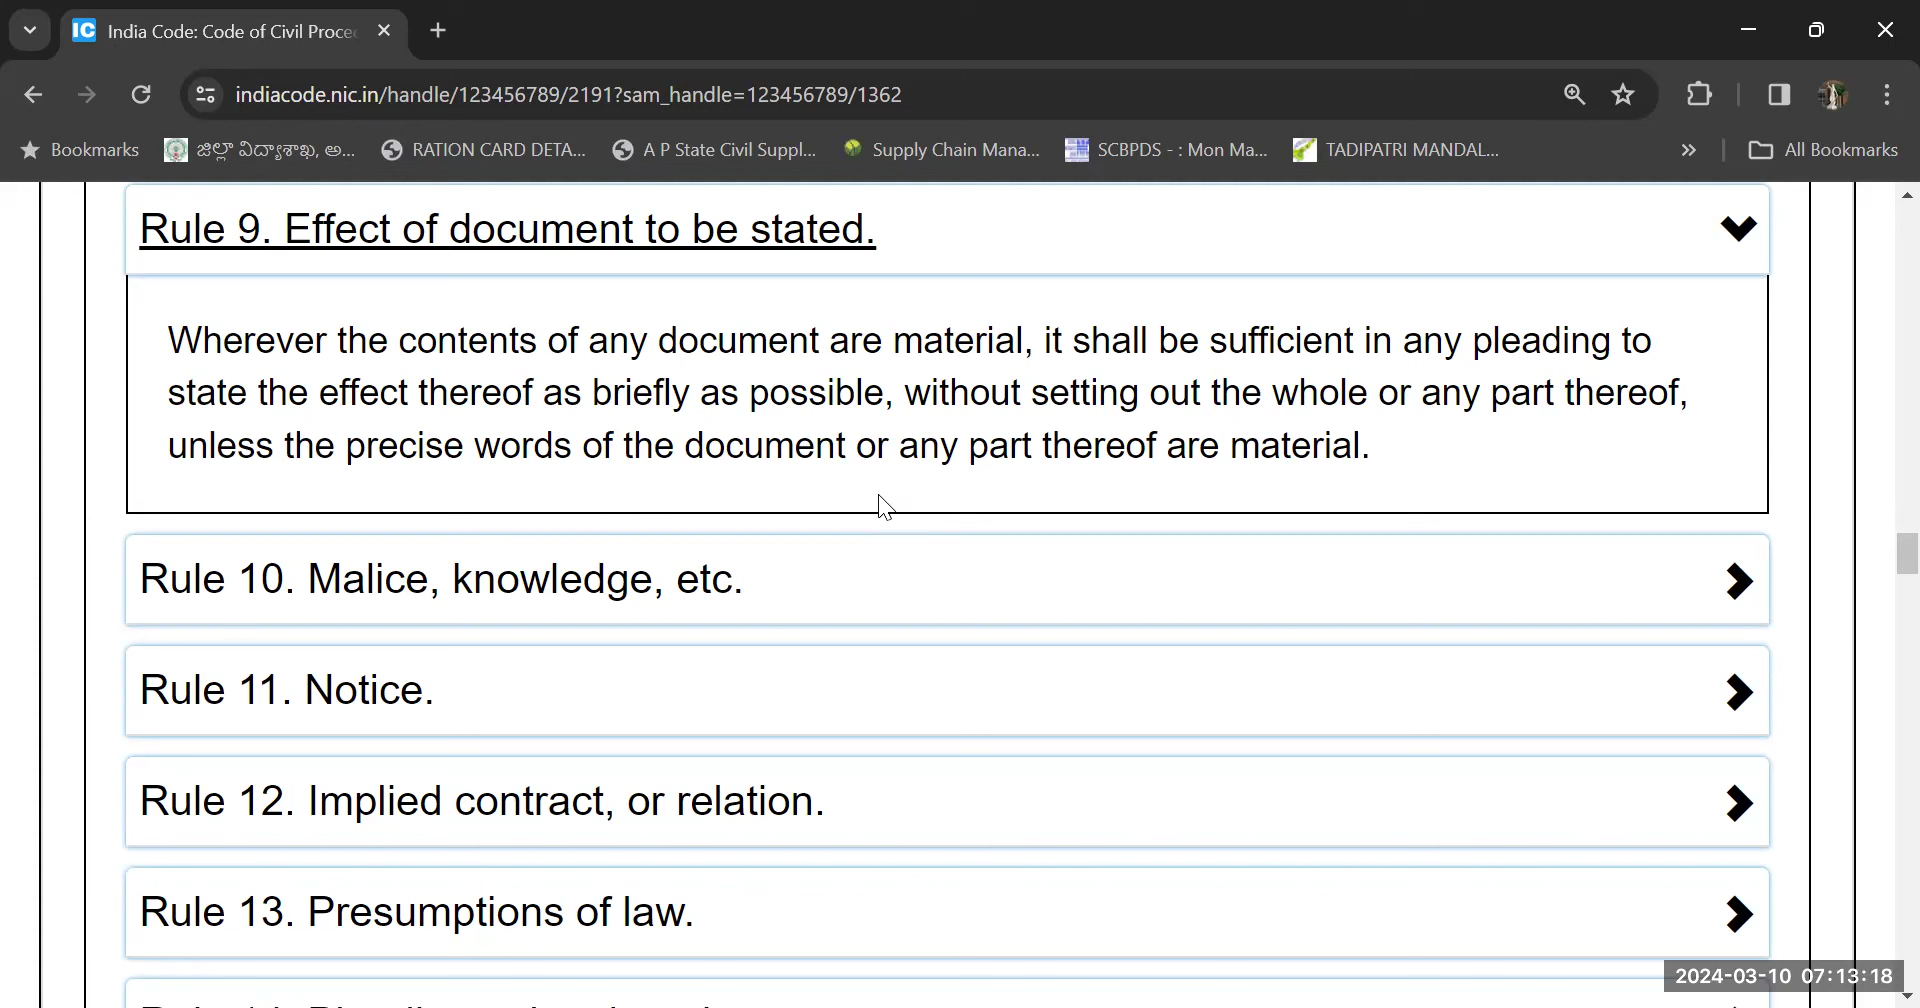 India Code: Code of Civil Proce
indiacode.nic.in/handle/123456789/2191?sam_handle=123456789/1362
Bookmarks జిల్లా విద్యాశాఖ, అ... RATION CARD DETA... A P State Civil Suppl... Supply Chain Mana... SCBPDS - : Mon Ma... TADIPATRI MANDAL... All Bookmarks
Rule 9. Effect of document to be stated.
Wherever the contents of any document are material, it shall be sufficient in any pleading to
state the effect thereof as briefly as possible, without setting out the whole or any part thereof,
unless the precise words of the document or any part thereof are material.
Rule 10. Malice, knowledge, etc.
Rule 11. Notice.
Rule 12. Implied contract, or relation.
Rule 13. Presumptions of law.
2024-03-10 07:13:18